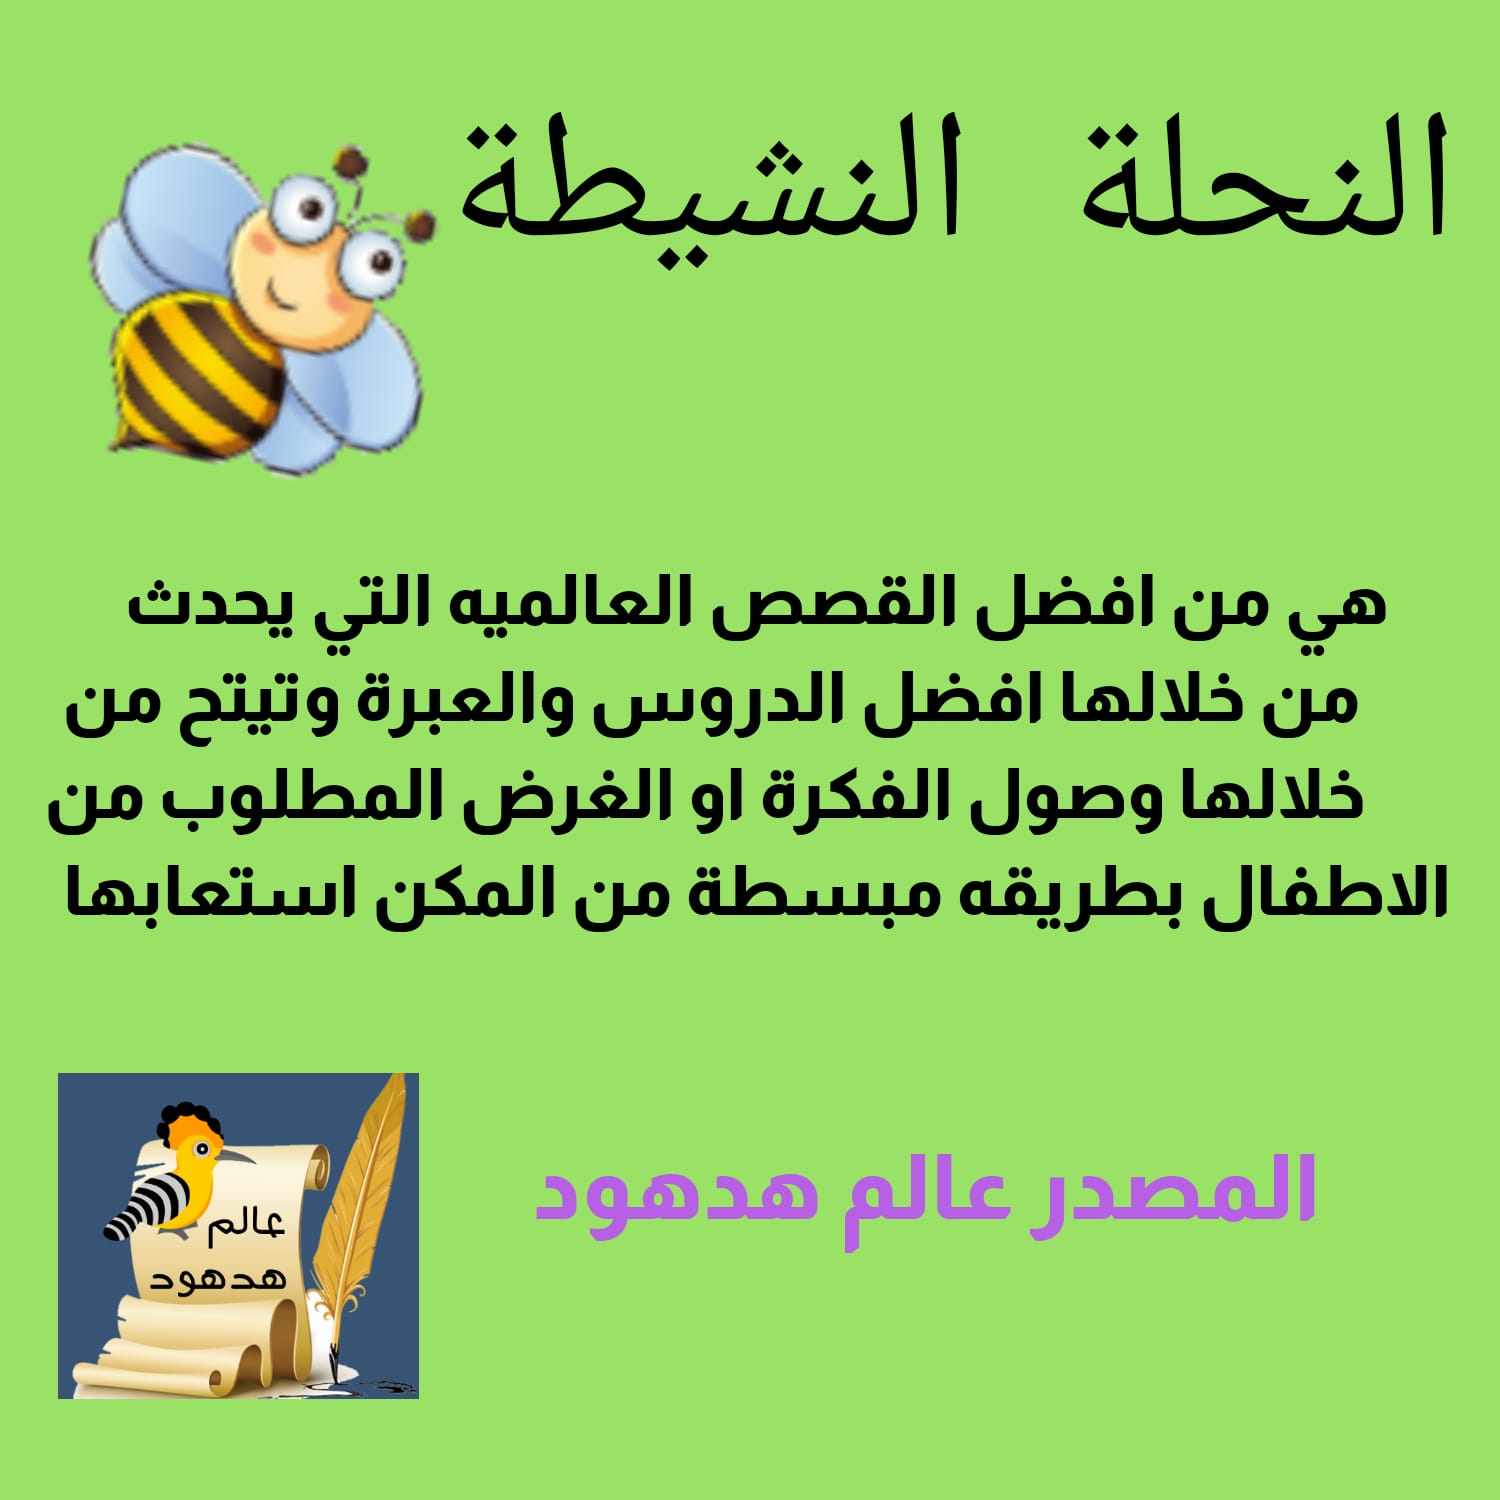 النحلة النشيطة
هي من افضل القصص العالميه التي يحدث
من خلالها افضل الدروس والعبرة وتيتح من
خلالها وصول الفكرة او الغرض المطلوب من
الاطفال بطريقه مبسطة من المكن استعابها
المصدر عالم هدهود
عالم
هدهود